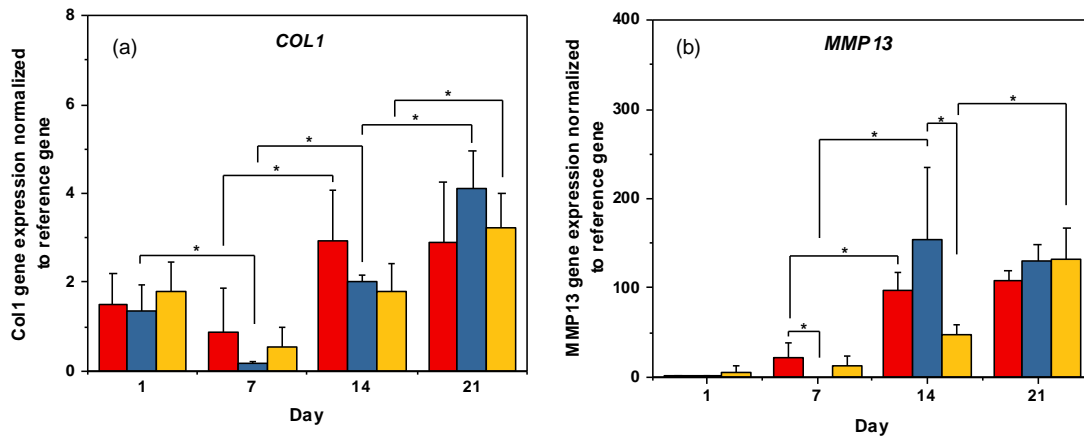 (a)
COL1
Col1 gene expression normalized
to reference gene
8
6
4
2
0
*
*
*
*
*
1 7 14 21
Day
(b)
MMP13
MMP13 gene expression normalized
to reference gene
400
300
200
100
0
*
*
*
*
*
1 7 14 21
Day